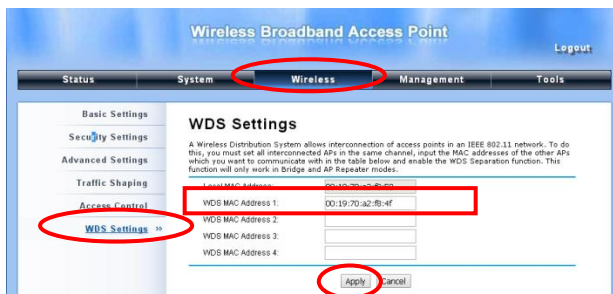 Wireless Broadband Access Point
Logout
Status System Wireless Management Tools
Basic Settings
Security Settings
Advanced Settings
Traffic Shaping
Access Control
WDS Settings »
WDS Settings
A Wireless Distribution System allows interconnection of access points in an IEEE 802.11 network. To do
this, you must set all interconnected APs in the same channel, input the MAC addresses of the other APs
which you want to communicate with in the table below and enable the WDS Separation function. This
function will only work in Bridge and AP Repeater modes.
Local MAC Address:
WDS MAC Address 1: 00:19:70:a2:f8:4f
WDS MAC Address 2:
WDS MAC Address 3:
WDS MAC Address 4:
Apply Cancel